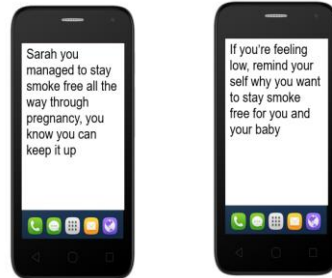 Sarah you
managed to stay
smoke free all the
way through
pregnancy, you
know you can
keep it up
If you're feeling
low, remind your
self why you want
to stay smoke
free for you and
your baby